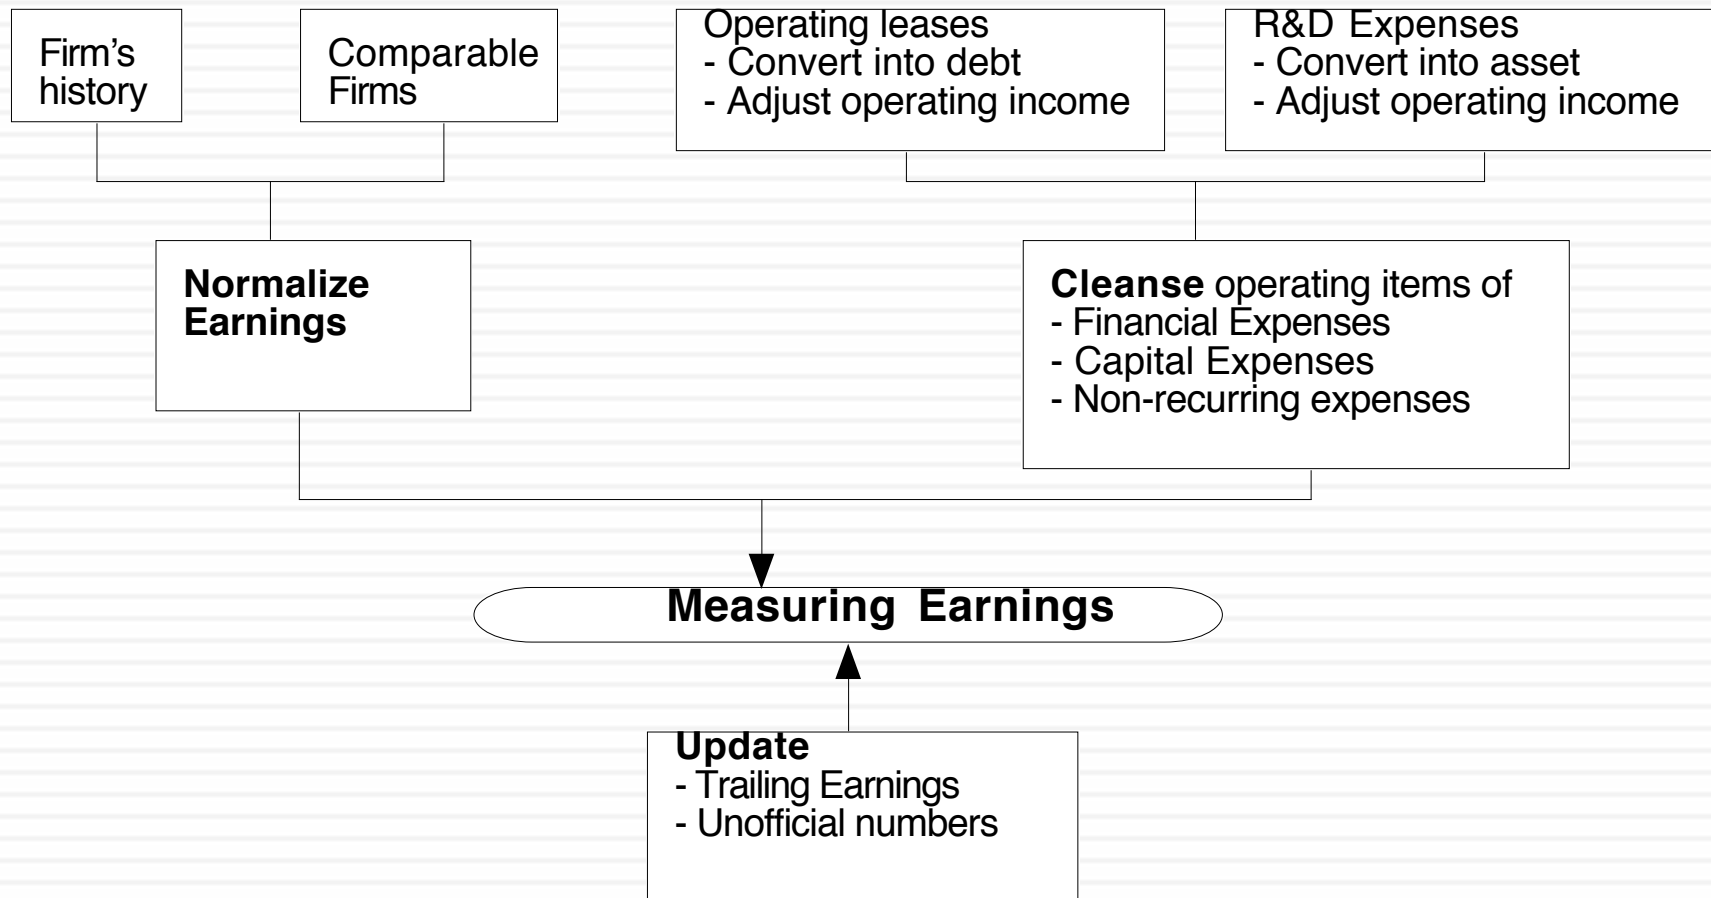 Firm's
history
Comparable
Firms
Operating leases
- Convert into debt
- Adjust operating income
R&D Expenses
- Convert into asset
- Adjust operating income
Normalize
Earnings
Cleanse operating items of
- Financial Expenses
- Capital Expenses
- Non-recurring expenses
Measuring Earnings
Update
- Trailing Earnings
- Unofficial numbers